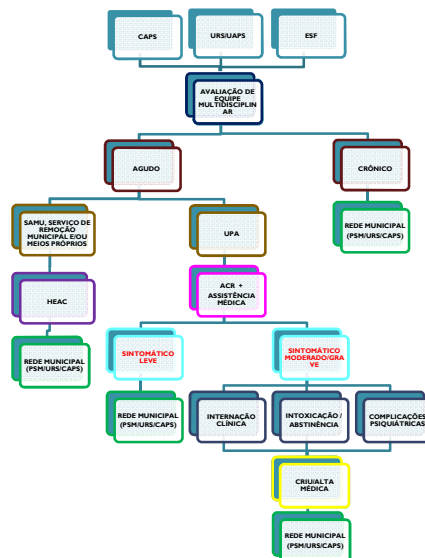 CAPS
URS/UAPS
ESF
AVALIAÇÃO DE
EQUIPE
MULTIDISCIPLIN
AR
AGUDO
CRÔNICO
SAMU, SERVIÇO DE
REMOÇÃO
MUNICIPAL E/OU
MEIOS PRÓPRIOS
UPA
REDE MUNICIPAL
(PSM/URS/CAPS)
HEAC
ACR +
ASSISTÊNCIA
MÉDICA
REDE MUNICIPAL
(PSM/URS/CAPS)
SINTOMÁTICO
LEVE
SINTOMÁTICO
MODERADO/GRA
VE
REDE MUNICIPAL
(PSM/URS/CAPS)
INTERNAÇÃO
CLÍNICA
INTOXICAÇÃO /
ABSTINÊNCIA
COMPLICAÇÕES
PSIQUIÁTRICAS
CRIU/ALTA
MÉDICA
REDE MUNICIPAL
(PSM/URS/CAPS)